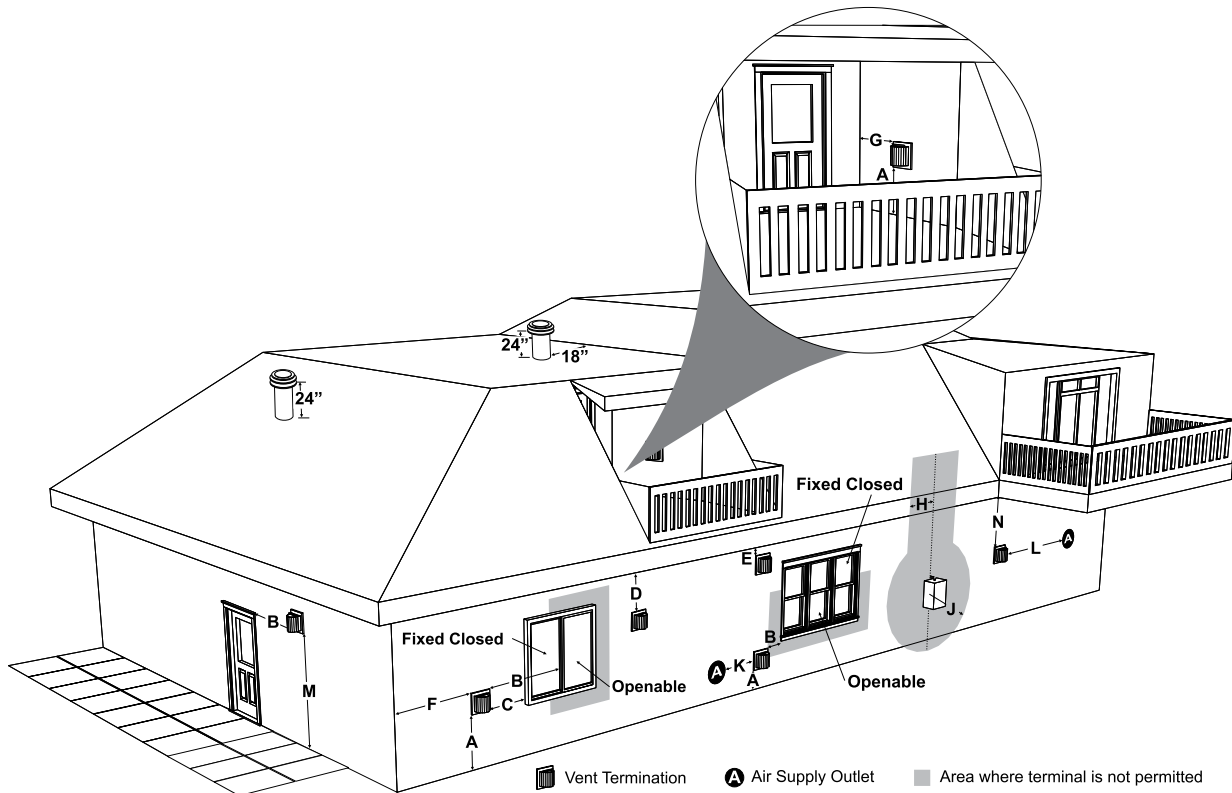 G
A
24”
18”
24”
Fixed Closed
H
N
L
A
E
D
B
J
Fixed Closed
B
K
A
A
Openable
B
Openable
M
F
C
A
Vent Termination
A Air Supply Outlet
Area where terminal is not permitted